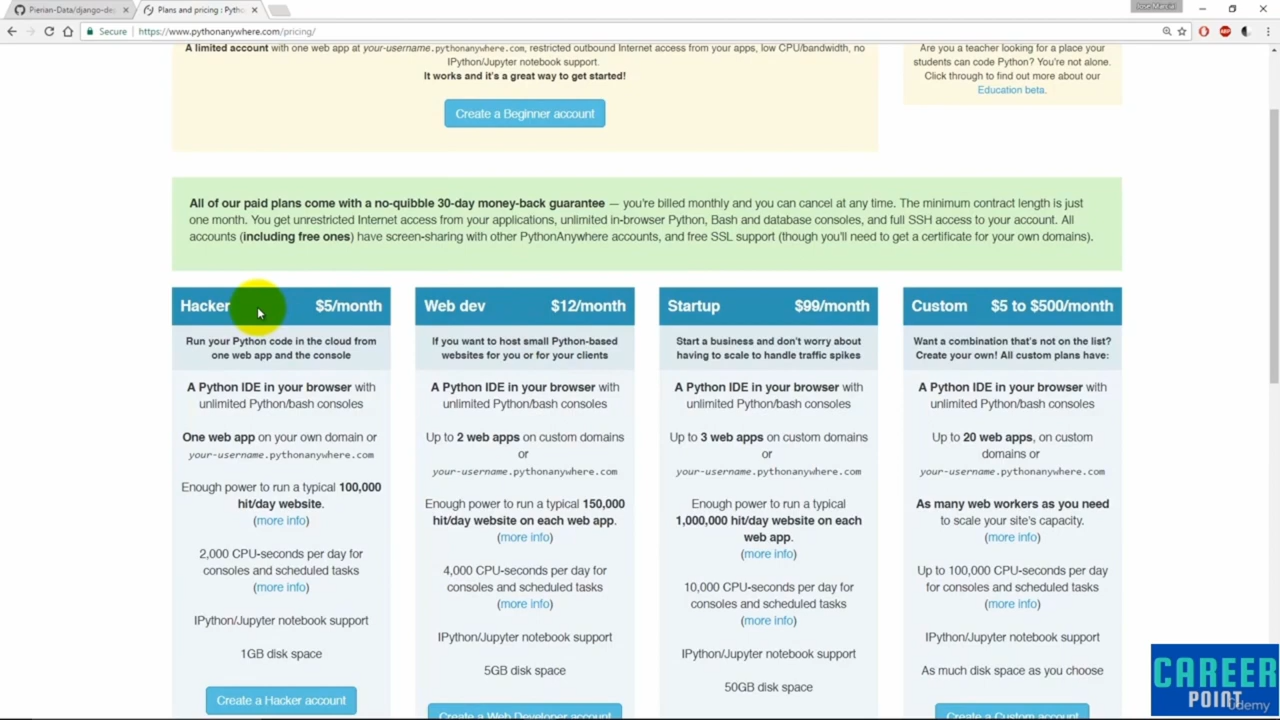 Pierian-Data/django-de
Plans and pricing : Pytho
Jose Marcial
Secure
https://www.pythonanywhere.com/pricing/
A limited account with one web app at your-username.pythonanywhere.com, restricted outbound Internet access from your apps, low CPU/bandwidth, no
IPython/Jupyter notebook support.
It works and it's a great way to get started!
Create a Beginner account
Are you a teacher looking for a place your
students can code Python? You're not alone.
Click through to find out more about our
Education beta.
All of our paid plans come with a no-quibble 30-day money-back guarantee — you're billed monthly and you can cancel at any time. The minimum contract length is just
one month. You get unrestricted Internet access from your applications, unlimited in-browser Python, Bash and database consoles, and full SSH access to your account. All
accounts (including free ones) have screen-sharing with other PythonAnywhere accounts, and free SSL support (though you'll need to get a certificate for your own domains).
Hacker $5/month
Run your Python code in the cloud from
one web app and the console
A Python IDE in your browser with
unlimited Python/bash consoles
One web app on your own domain or
your-username.pythonanywhere.com
Enough power to run a typical 100,000
hit/day website.
(more info)
2,000 CPU-seconds per day for
consoles and scheduled tasks
(more info)
IPython/Jupyter notebook support
1GB disk space
Create a Hacker account
Web dev $12/month
If you want to host small Python-based
websites for you or for your clients
A Python IDE in your browser with
unlimited Python/bash consoles
Up to 2 web apps on custom domains
or
your-username.pythonanywhere.com
Enough power to run a typical 150,000
hit/day website on each web app.
(more info)
4,000 CPU-seconds per day for
consoles and scheduled tasks
(more info)
IPython/Jupyter notebook support
5GB disk space
Create a Web Developer account
Startup $99/month
Start a business and don't worry about
having to scale to handle traffic spikes
A Python IDE in your browser with
unlimited Python/bash consoles
Up to 3 web apps on custom domains
or
your-username.pythonanywhere.com
Enough power to run a typical
1,000,000 hit/day website on each
web app.
(more info)
10,000 CPU-seconds per day for
consoles and scheduled tasks
(more info)
IPython/Jupyter notebook support
50GB disk space
Custom $5 to $500/month
Want a combination that's not on the list?
Create your own! All custom plans have:
A Python IDE in your browser with
unlimited Python/bash consoles
Up to 20 web apps, on custom
domains or
your-username.pythonanywhere.com
As many web workers as you need
to scale your site's capacity.
(more info)
Up to 100,000 CPU-seconds per day
for consoles and scheduled tasks
(more info)
IPython/Jupyter notebook support
As much disk space as you choose
Create a Custom account
CAREER
POINT
Udemy